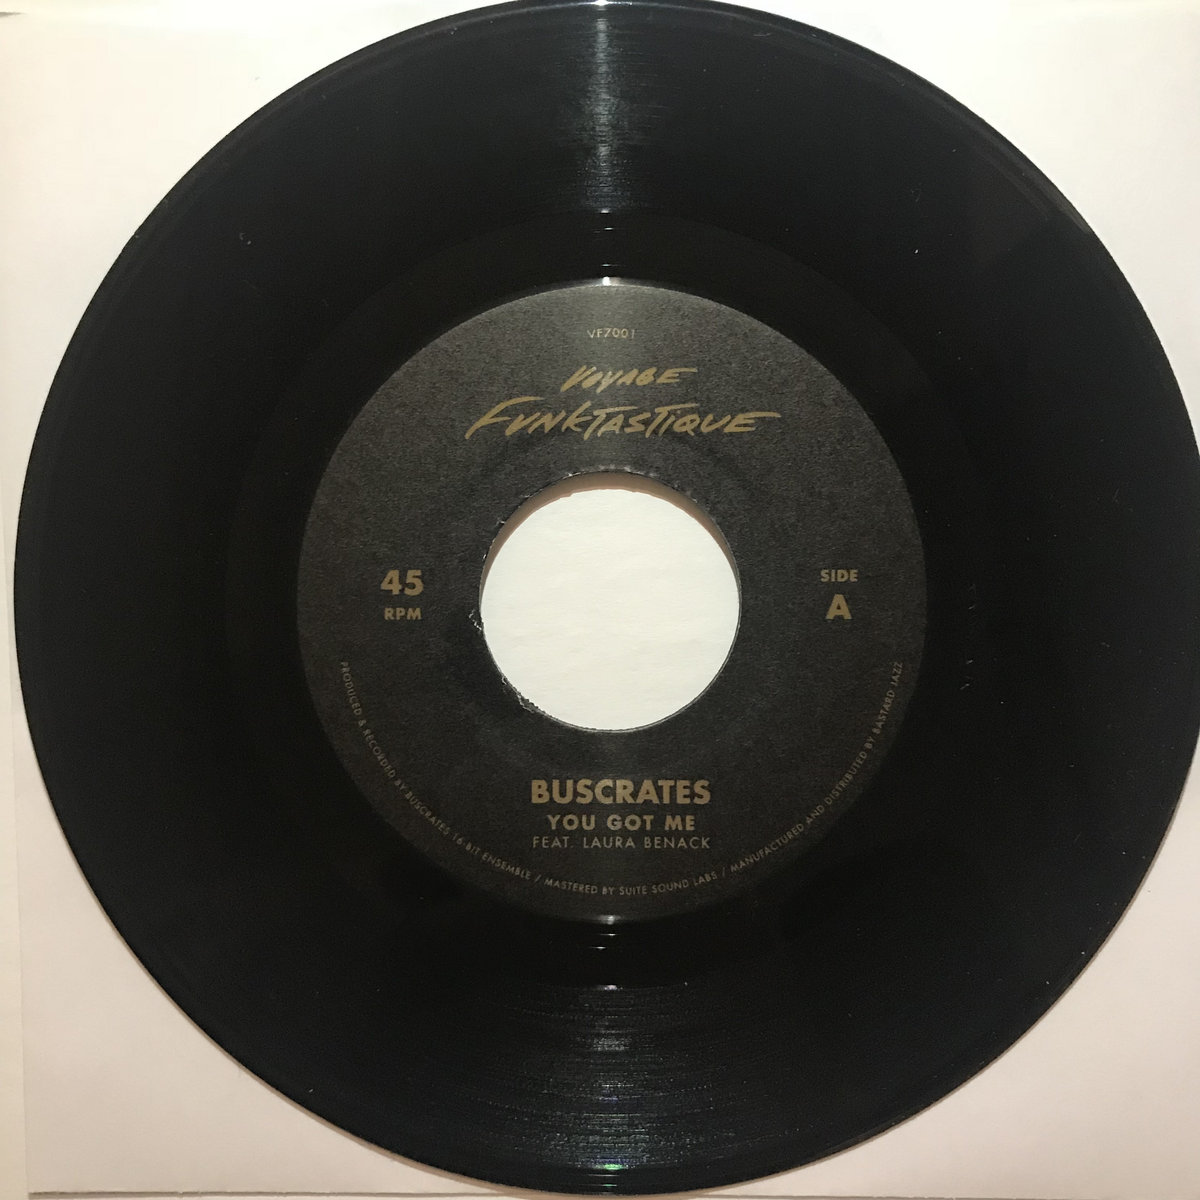 VF7001
VOYAGE
FUNKTASTIQUE
45
RPM
SIDE
A
BUSCRATES
YOU GOT ME
FEAT. LAURA BENACK
PRODUCED & RECORDED BY BUSCRATES 16-BIT ENSEMBLE / MASTERED BY SUITE SOUND LABS / MANUFACTURED AND DISTRIBUTED BY BASTARD JAZZ